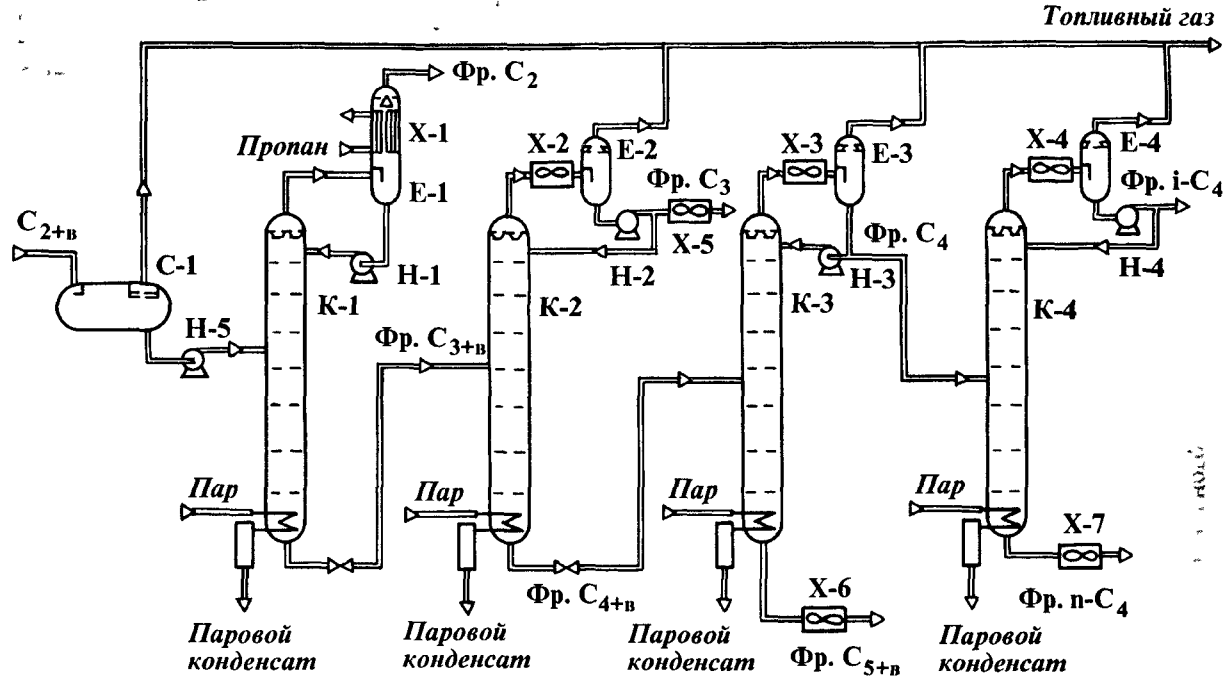 Топливный газ
Фр. C2
X-1
Пропан
E-1
X-2
E-2
Фр. C3
X-5
X-3
E-3
Фр. C4
X-4
E-4
Фр. i-C4
C2+в
С-1
Н-5
К-1
Н-1
Фр. C3+в
К-2
Н-2
К-3
Н-3
К-4
Н-4
Пар
Пар
Пар
Пар
X-7
Фр. n-C4
Фр. C4+в
X-6
Фр. C5+в
Паровой
конденсат
Паровой
конденсат
Паровой
конденсат
Паровой
конденсат